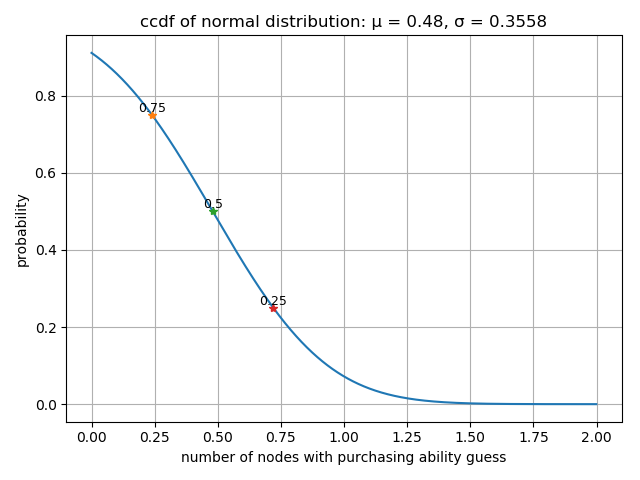 ccdf of normal distribution: μ = 0.48, σ = 0.3558
probability
0.8
0.6
0.4
0.2
0.0
0.75
0.5
0.25
0.00 0.25 0.50 0.75 1.00 1.25 1.50 1.75 2.00
number of nodes with purchasing ability guess